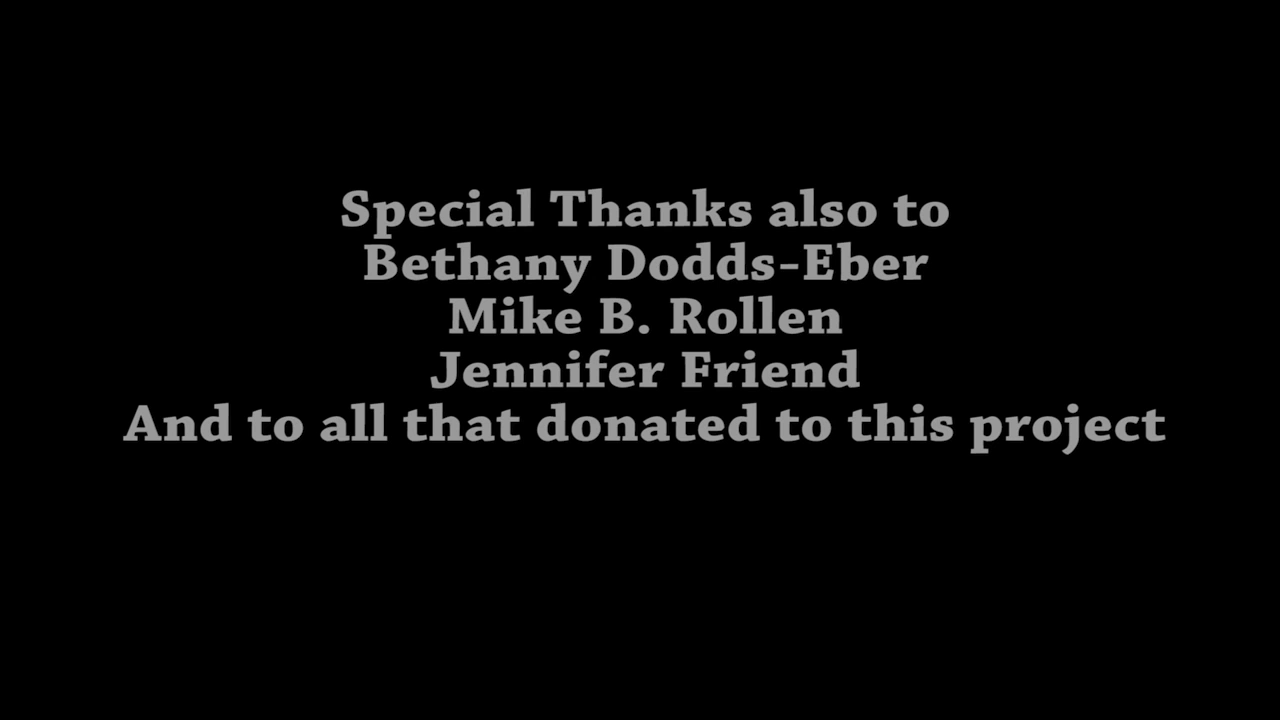 Special Thanks also to
Bethany Dodds-Eber
Mike B. Rollen
Jennifer Friend
And to all that donated to this project